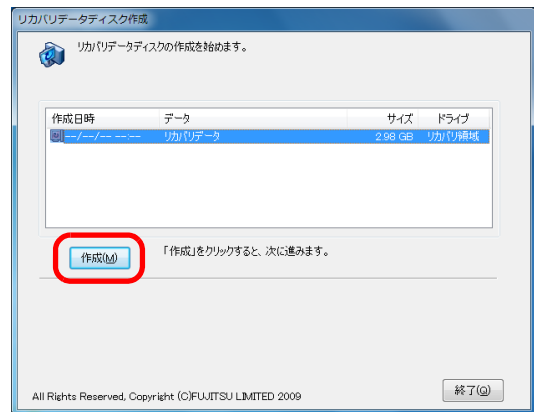 リカバリデータディスク作成
リカバリデータディスクの作成を始めます。
作成日時 データ サイズ ドライブ
--/--/-- --:-- リカバリデータ 2.98 GB リカバリ領域
作成(M) 「作成」をクリックすると、次に進みます。
All Rights Reserved, Copyright (C)FUJITSU LIMITED 2009 終了(Q)